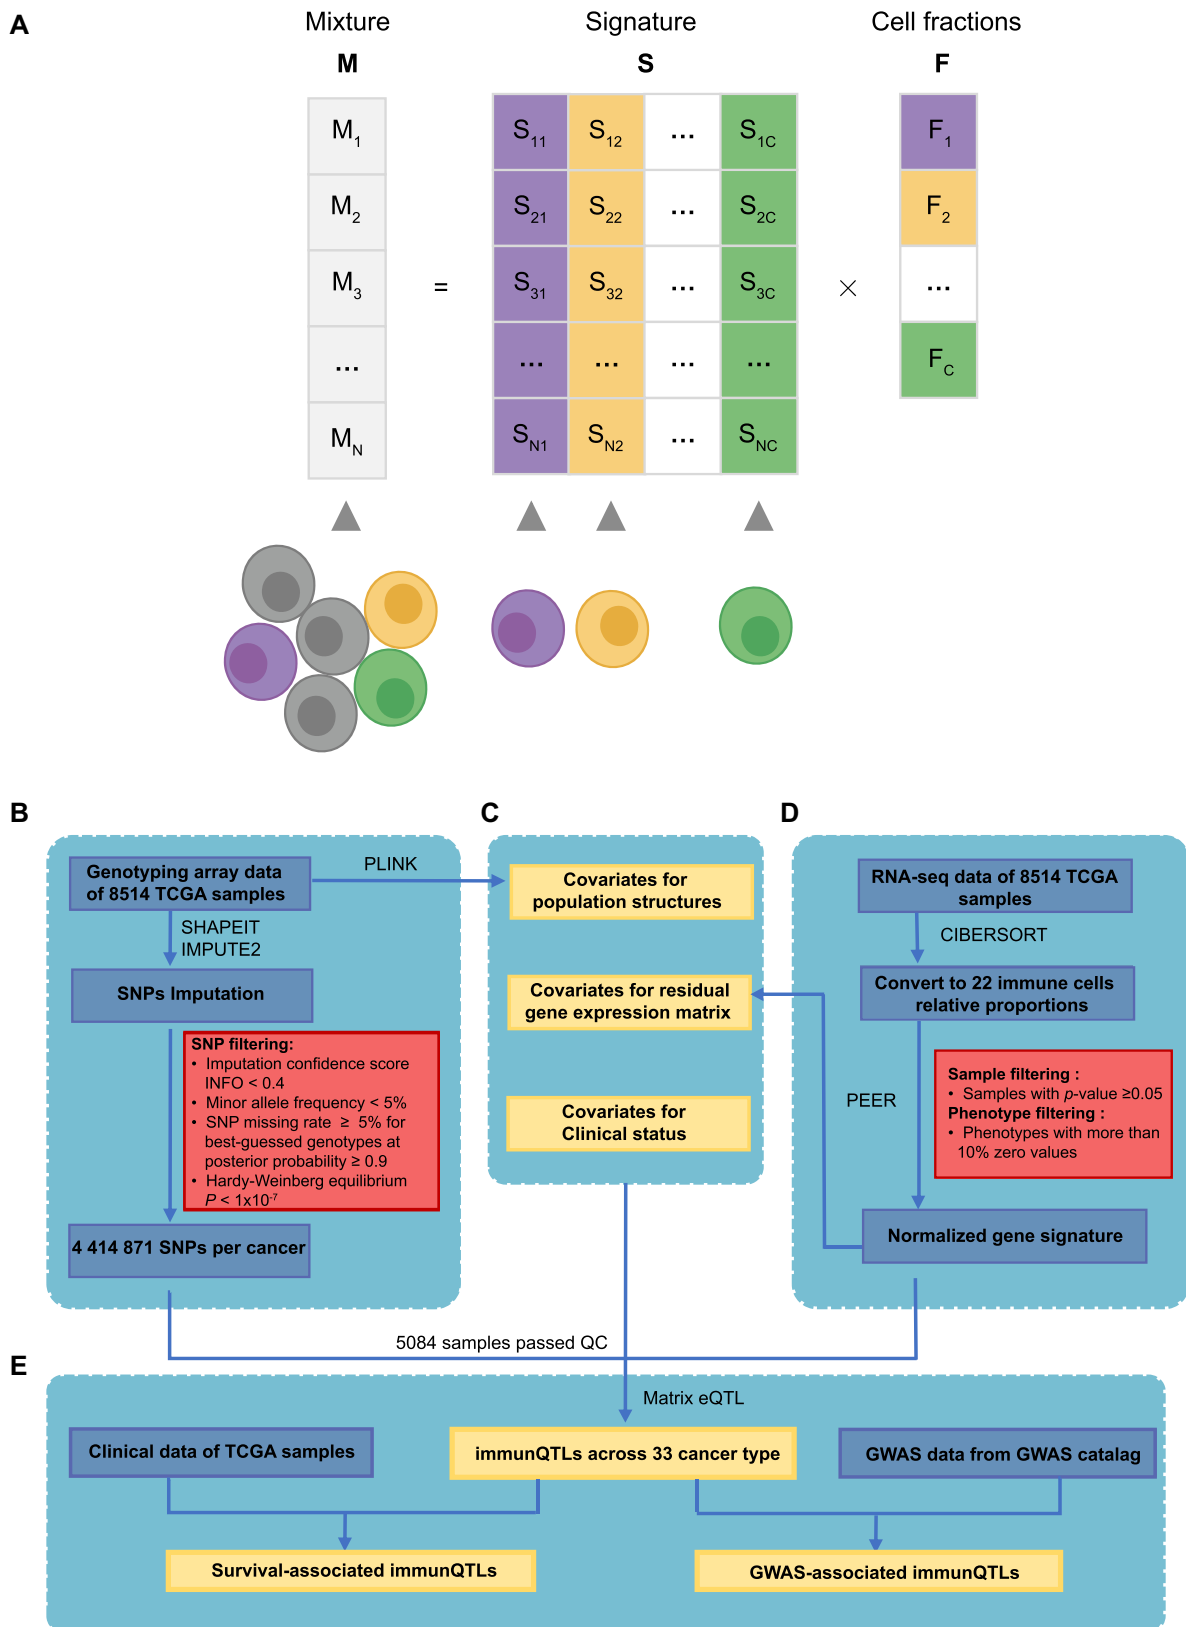 A
Mixture
Signature
Cell fractions
M
S
F
M1
S11 S12 ... S1C
F1
M2
S21 S22 ... S2C
F2
M3
=
S31 S32 ... S3C
×
...
...
... ... ... ...
FC
MN
SN1 SN2 ... SNC
B
C
D
Genotyping array data
of 8514 TCGA samples
PLINK
SHAPEIT
IMPUTE2
SNPs Imputation
SNP filtering:
• Imputation confidence score
INFO < 0.4
• Minor allele frequency < 5%
• SNP missing rate ≥ 5% for
best-guessed genotypes at
posterior probability ≥ 0.9
• Hardy-Weinberg equilibrium
P < 1x10-7
4 414 871 SNPs per cancer
Covariates for
population structures
Covariates for residual
gene expression matrix
Covariates for
Clinical status
RNA-seq data of 8514 TCGA
samples
CIBERSORT
Convert to 22 immune cells
relative proportions
PEER
Sample filtering :
• Samples with p-value ≥0.05
Phenotype filtering :
• Phenotypes with more than
10% zero values
Normalized gene signature
5084 samples passed QC
E
Matrix eQTL
Clinical data of TCGA samples
immunQTLs across 33 cancer type
GWAS data from GWAS catalag
Survival-associated immunQTLs
GWAS-associated immunQTLs